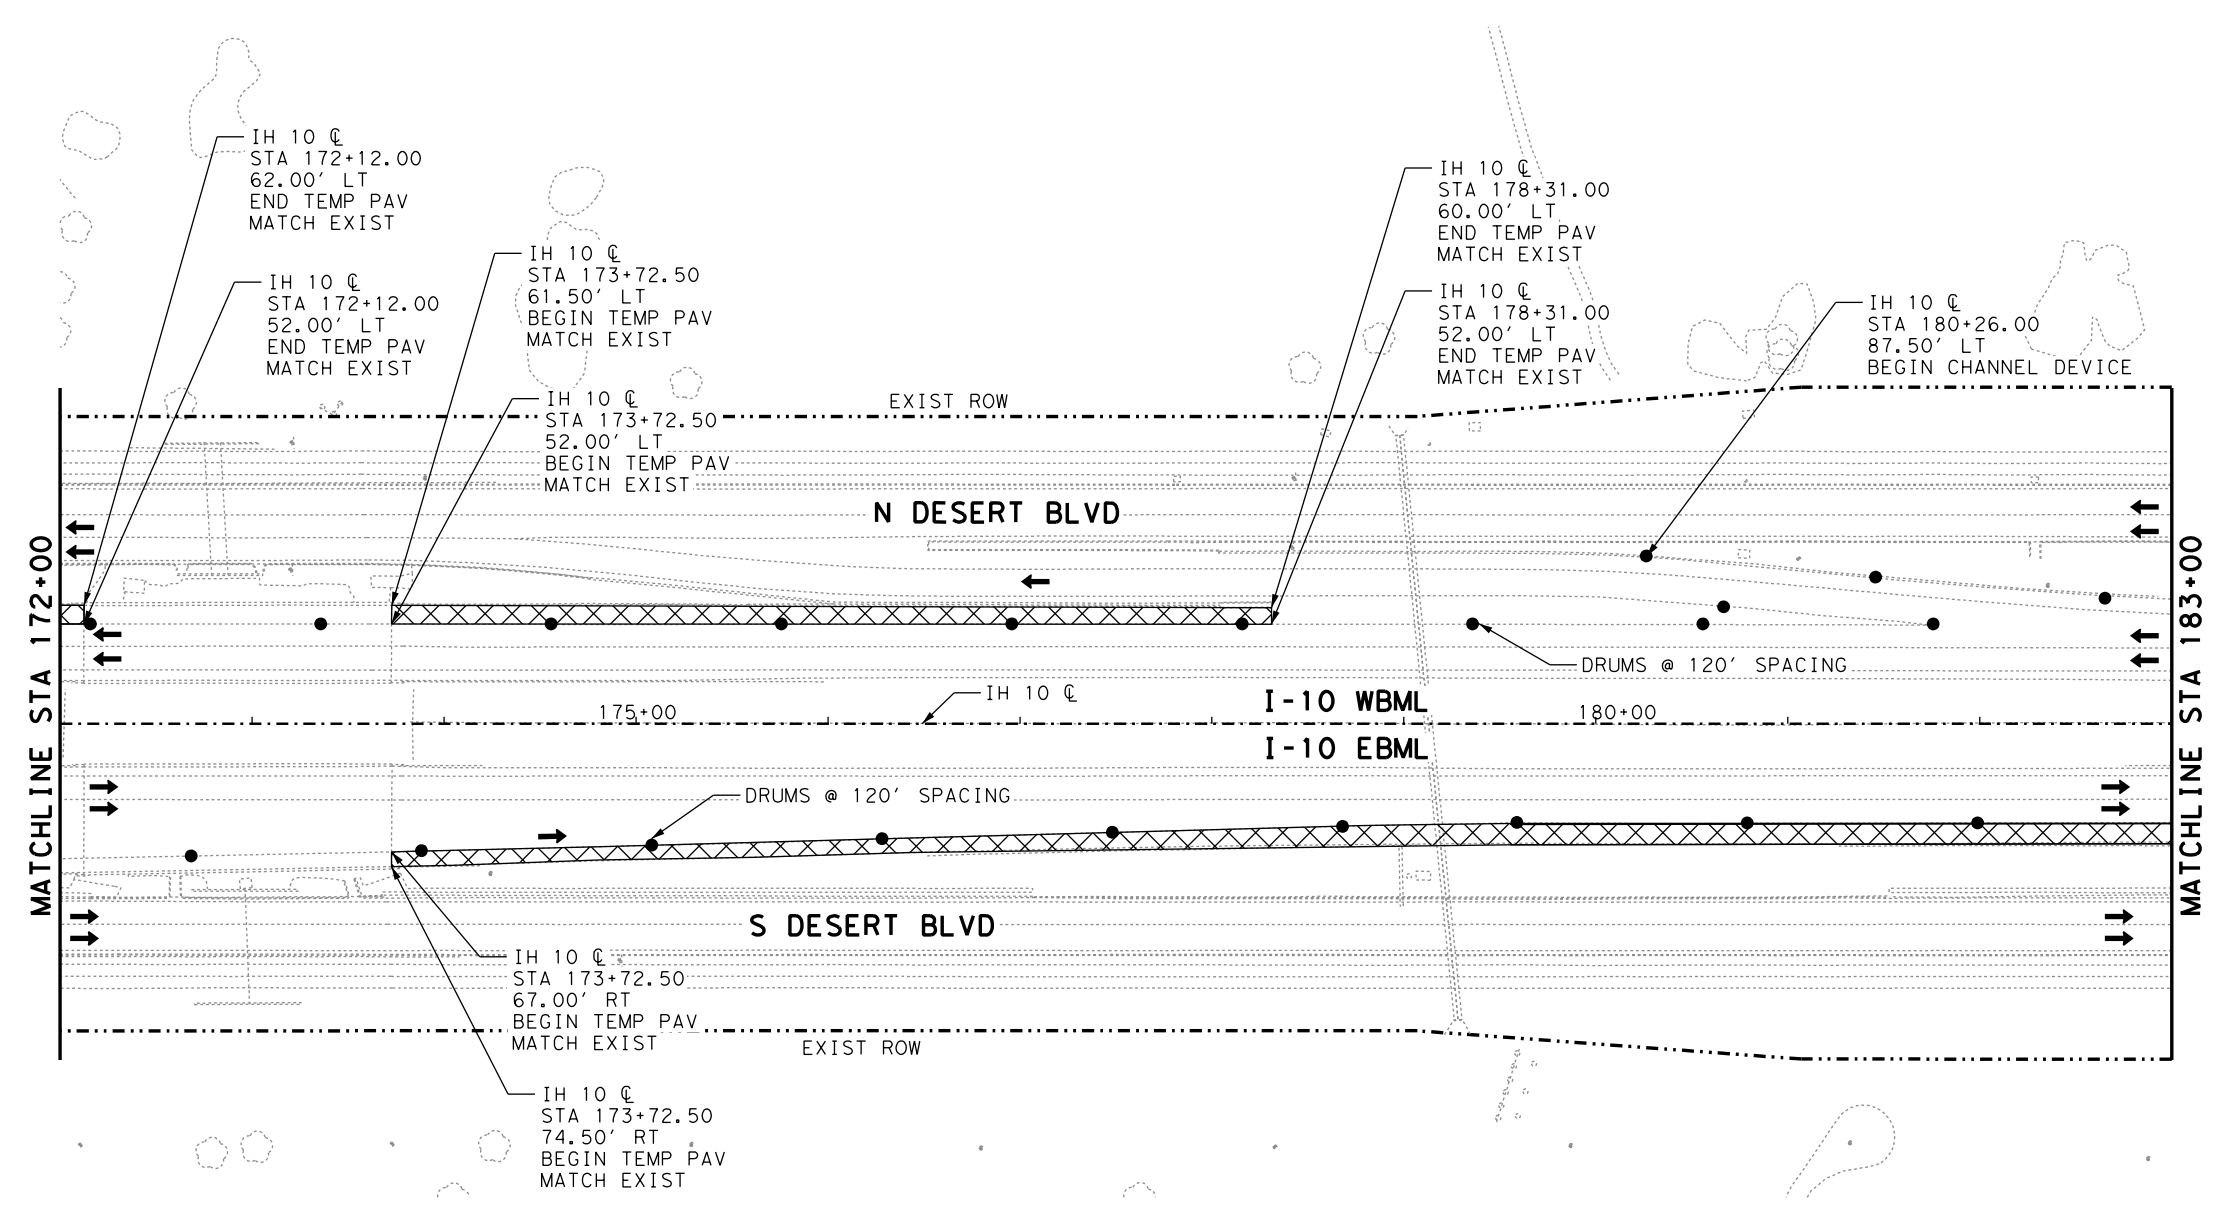 IH 10 ℄
STA 172+12.00
62.00' LT
END TEMP PAV
MATCH EXIST
IH 10 ℄
STA 172+12.00
52.00' LT
END TEMP PAV
MATCH EXIST
IH 10 ℄
STA 173+72.50
61.50' LT
BEGIN TEMP PAV
MATCH EXIST
IH 10 ℄
STA 173+72.50
52.00' LT
BEGIN TEMP PAV
MATCH EXIST
IH 10 ℄
STA 178+31.00
60.00' LT
END TEMP PAV
MATCH EXIST
IH 10 ℄
STA 178+31.00
52.00' LT
END TEMP PAV
MATCH EXIST
IH 10 ℄
STA 180+26.00
87.50' LT
BEGIN CHANNEL DEVICE
EXIST ROW
N DESERT BLVD
MATCHLINE STA 172+00
MATCHLINE STA 183+00
DRUMS @ 120' SPACING
IH 10 ℄
I-10 WBML
175+00
180+00
I-10 EBML
DRUMS @ 120' SPACING
S DESERT BLVD
IH 10 ℄
STA 173+72.50
67.00' RT
BEGIN TEMP PAV
MATCH EXIST
EXIST ROW
IH 10 ℄
STA 173+72.50
74.50' RT
BEGIN TEMP PAV
MATCH EXIST